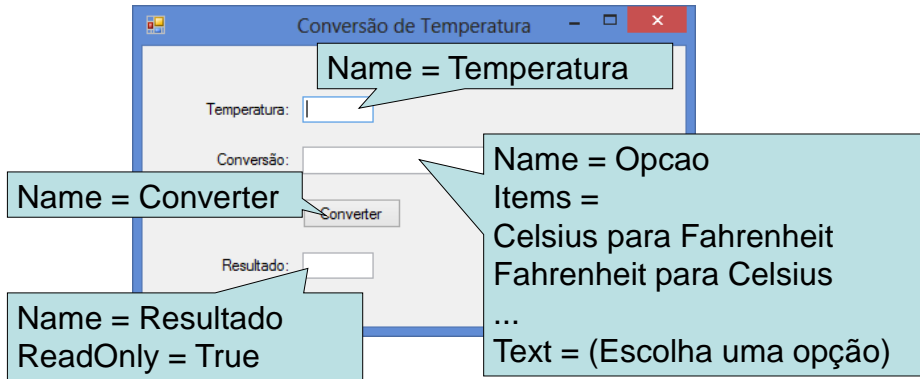 Conversão de Temperatura
Name = Temperatura
Temperatura:
Conversão:
Name = Opcao
Items =
Celsius para Fahrenheit
Fahrenheit para Celsius
...
Text = (Escolha uma opção)
Name = Converter
Converter
Resultado:
Name = Resultado
ReadOnly = True